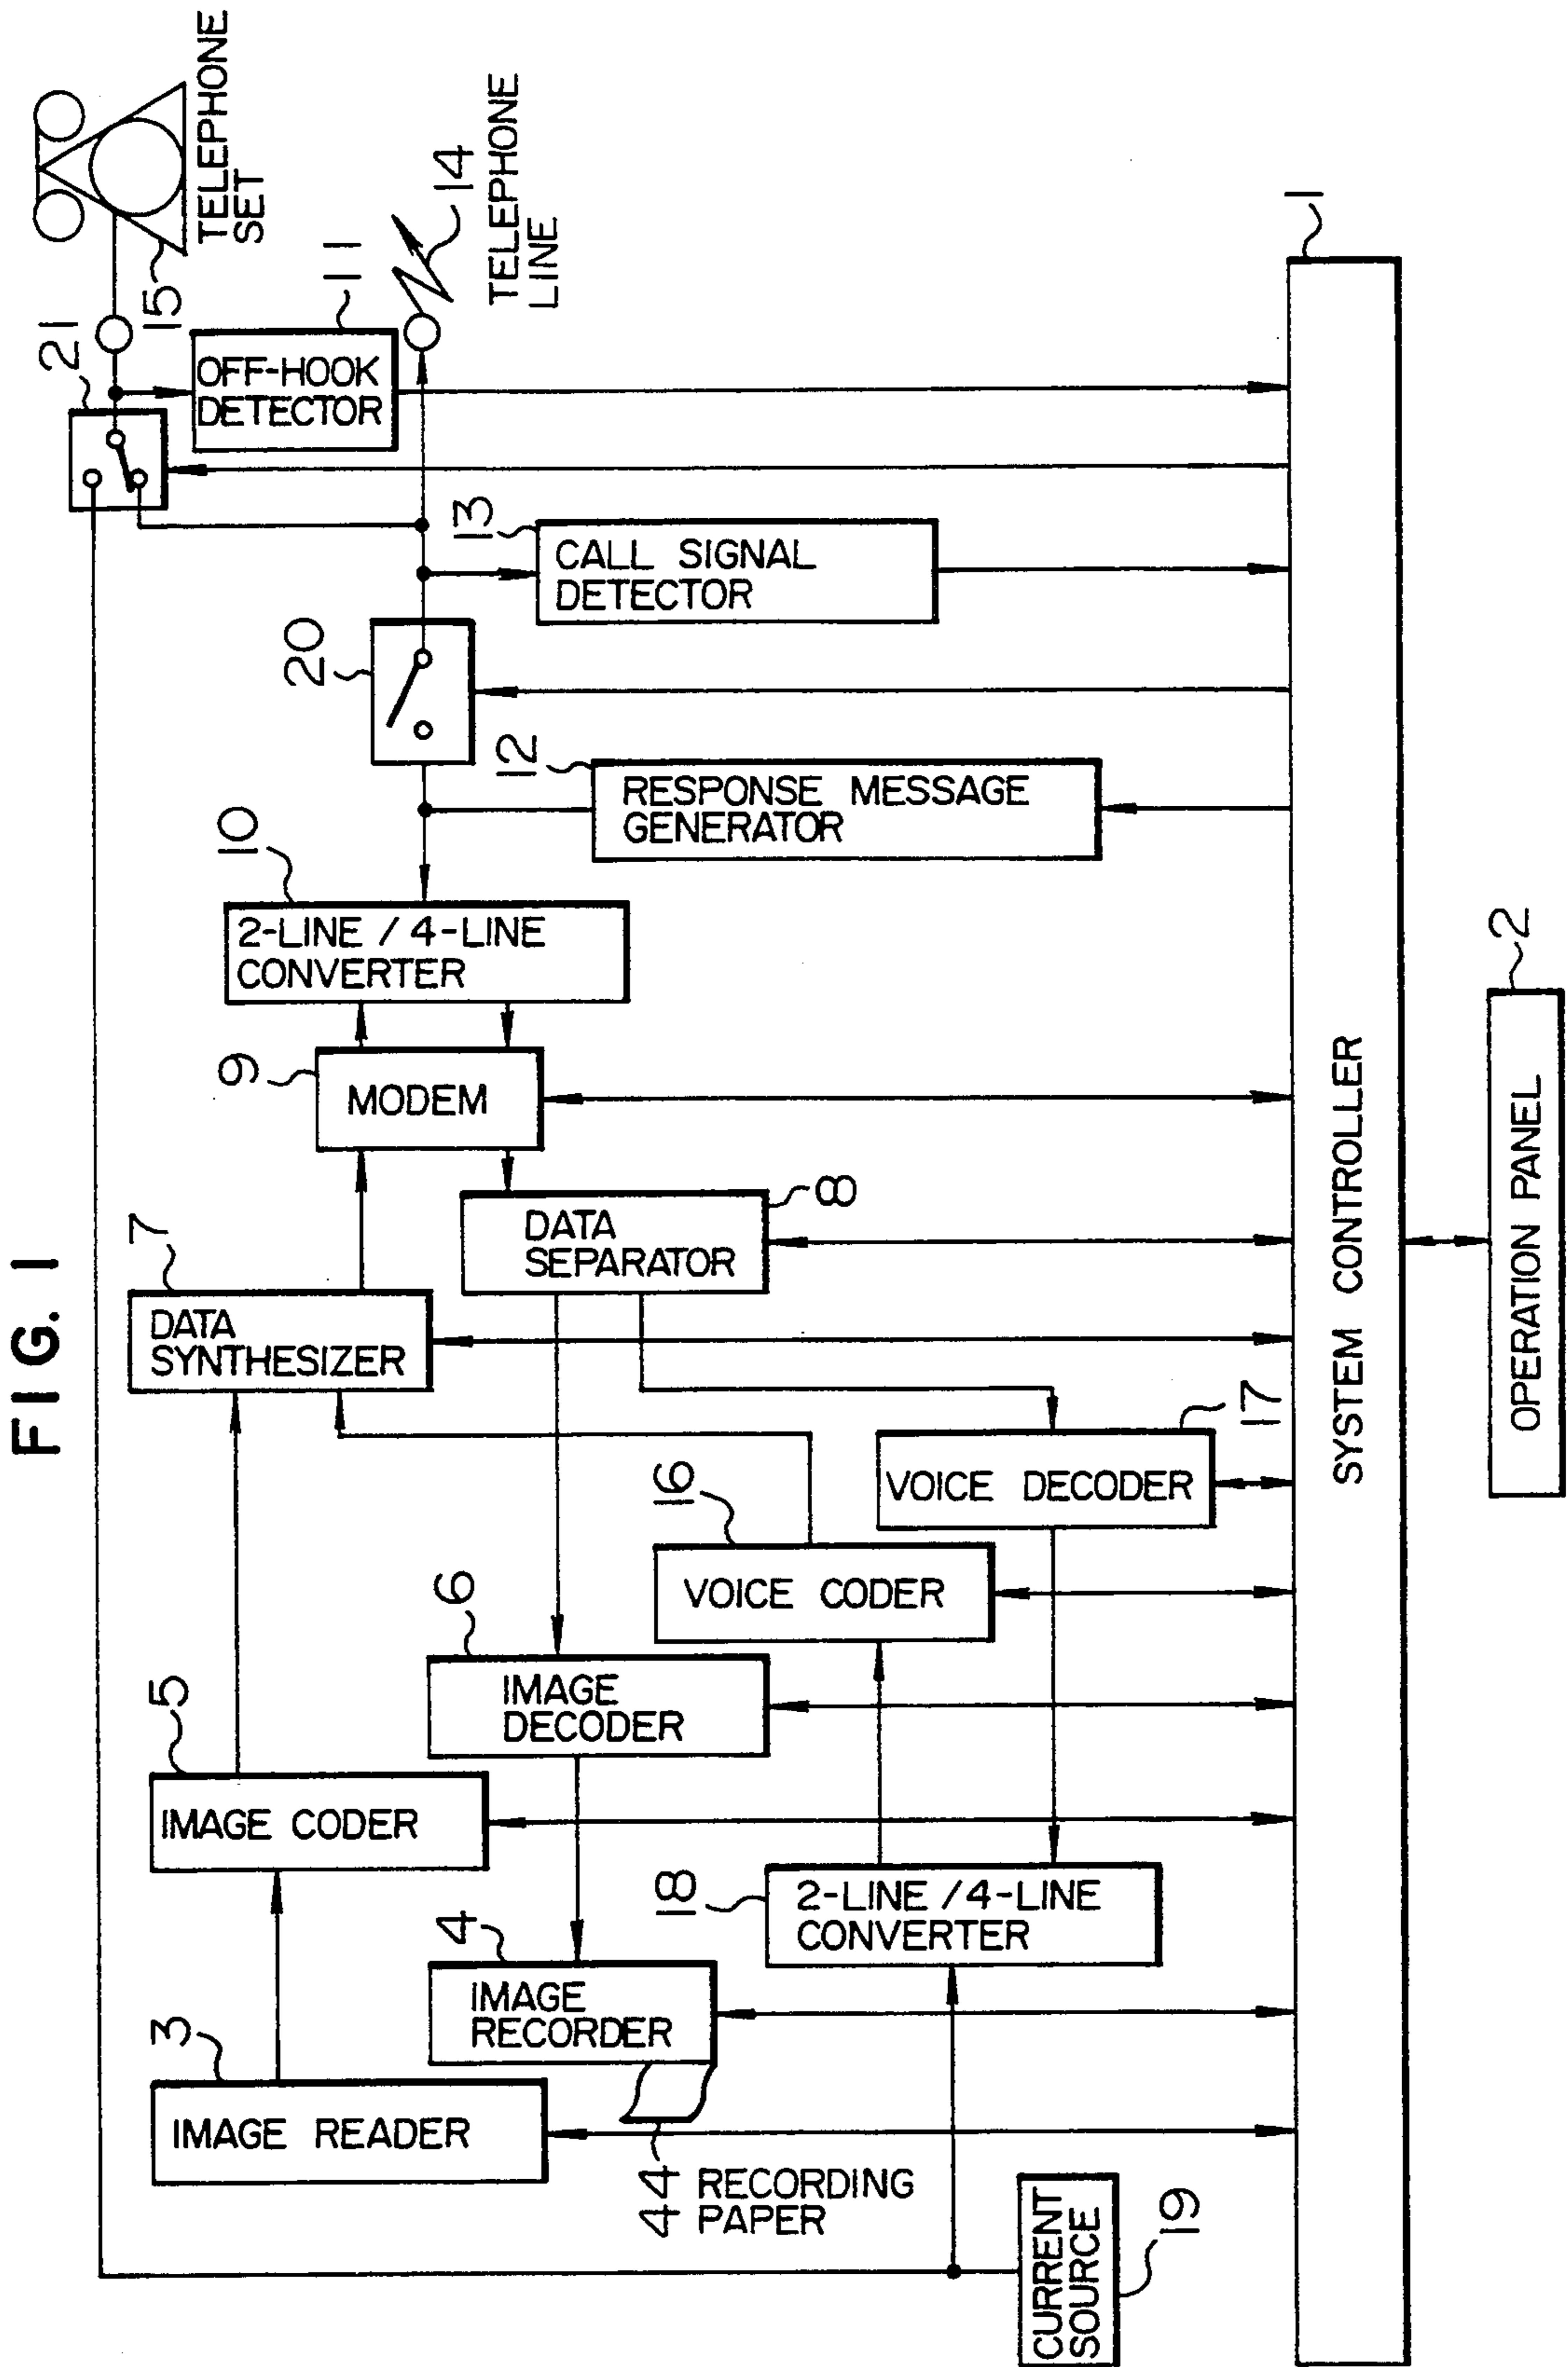 FIG. 1
TELEPHONE
SET
15
21
OFF-HOOK
DETECTOR
11
14
TELEPHONE
LINE
13
CALL SIGNAL
DETECTOR
20
12
RESPONSE MESSAGE
GENERATOR
10
2-LINE / 4-LINE
CONVERTER
9
MODEM
7
DATA
SYNTHESIZER
8
DATA
SEPARATOR
17
VOICE DECODER
16
VOICE CODER
6
IMAGE
DECODER
5
IMAGE CODER
18
2-LINE / 4-LINE
CONVERTER
4
IMAGE
RECORDER
3
IMAGE READER
44 RECORDING
PAPER
CURRENT
SOURCE
19
1
SYSTEM CONTROLLER
2
OPERATION PANEL